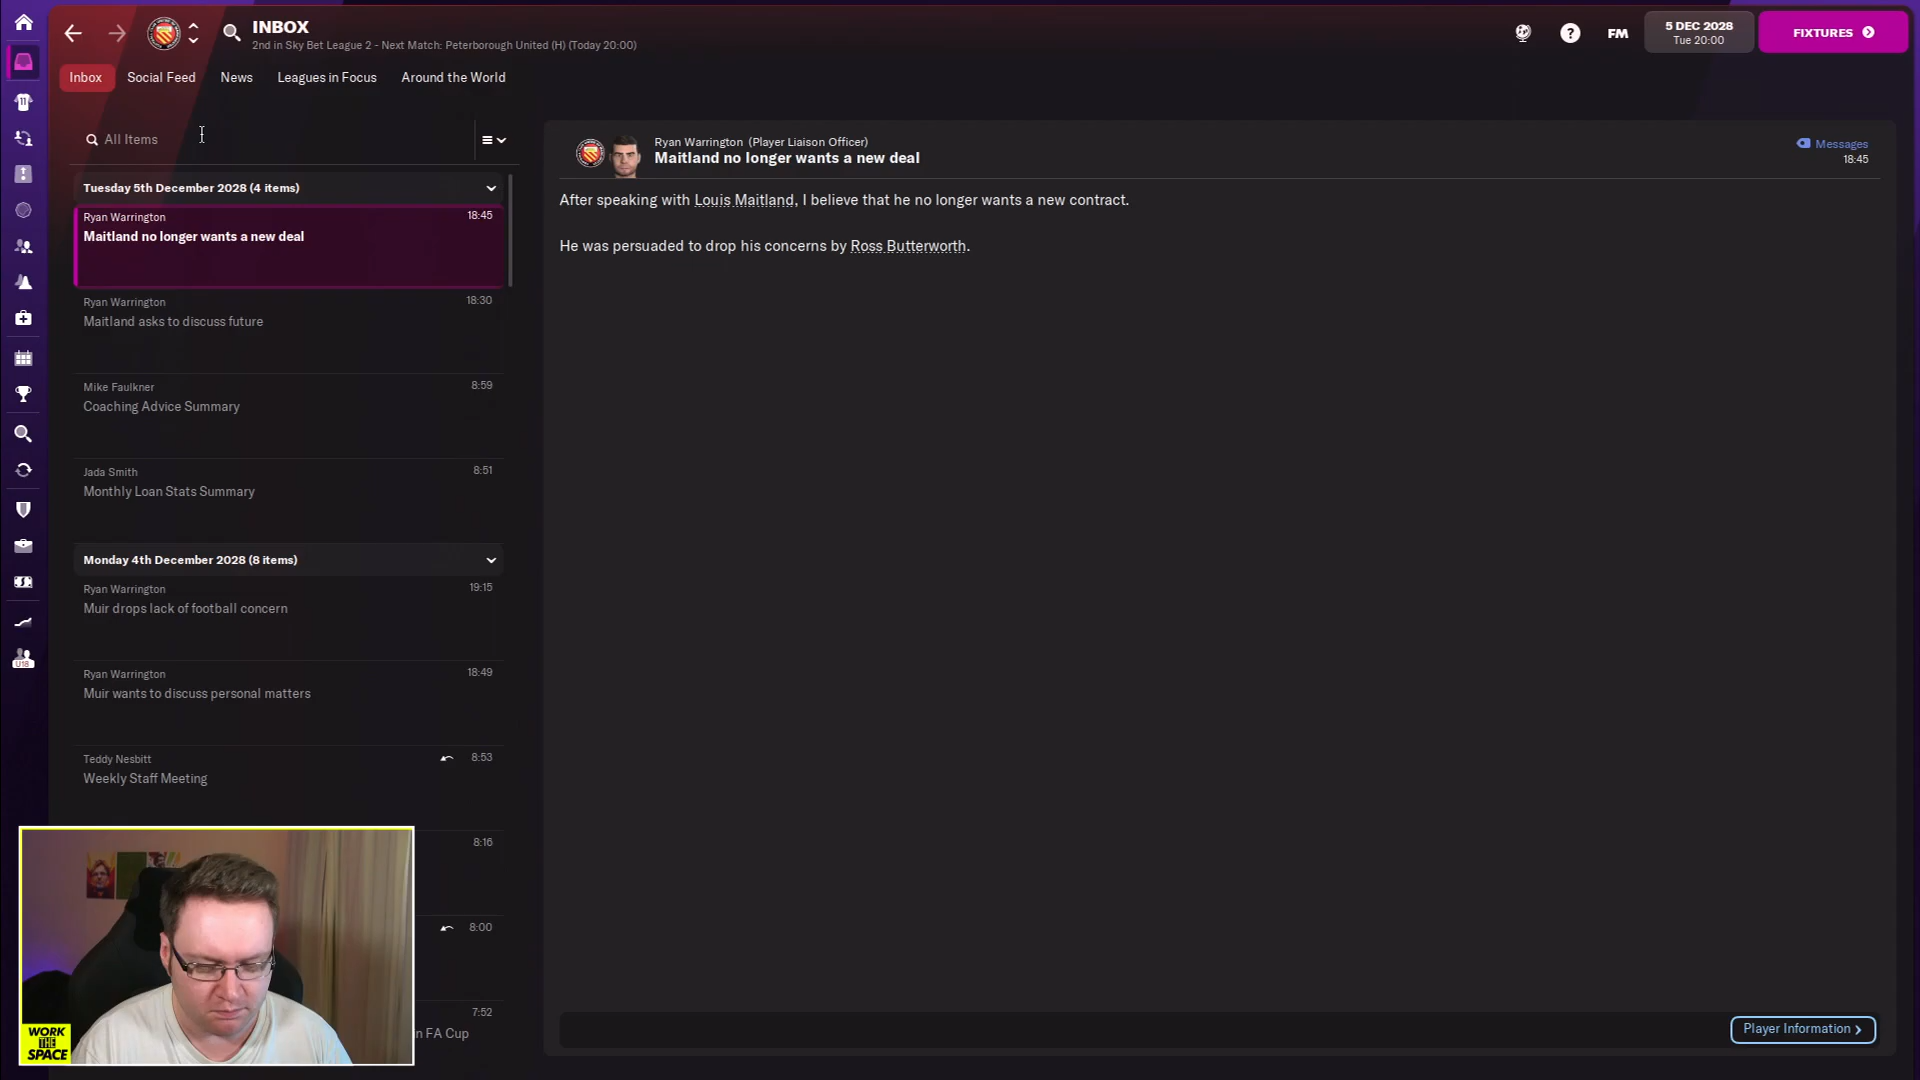 INBOX
2nd in Sky Bet League 2 - Next Match: Peterborough United (H) (Today 20:00)
FM
5 DEC 2028
Tue 20:00
FIXTURES
Inbox
Social Feed
News
Leagues in Focus
Around the World
All Items
Tuesday 5th December 2028 (4 items)
Ryan Warrington
18:45
Maitland no longer wants a new deal
Ryan Warrington
18:30
Maitland asks to discuss future
Mike Faulkner
8:59
Coaching Advice Summary
Jada Smith
8:51
Monthly Loan Stats Summary
Monday 4th December 2028 (8 items)
Ryan Warrington
19:15
Muir drops lack of football concern
Ryan Warrington
18:49
Muir wants to discuss personal matters
Teddy Nesbitt
8:53
Weekly Staff Meeting
8:16
8:00
7:52
n FA Cup
Ryan Warrington (Player Liaison Officer)
Maitland no longer wants a new deal
Messages
18:45
After speaking with Louis Maitland, I believe that he no longer wants a new contract.
He was persuaded to drop his concerns by Ross Butterworth.
Player Information
U18
WORK
THE
SPACE